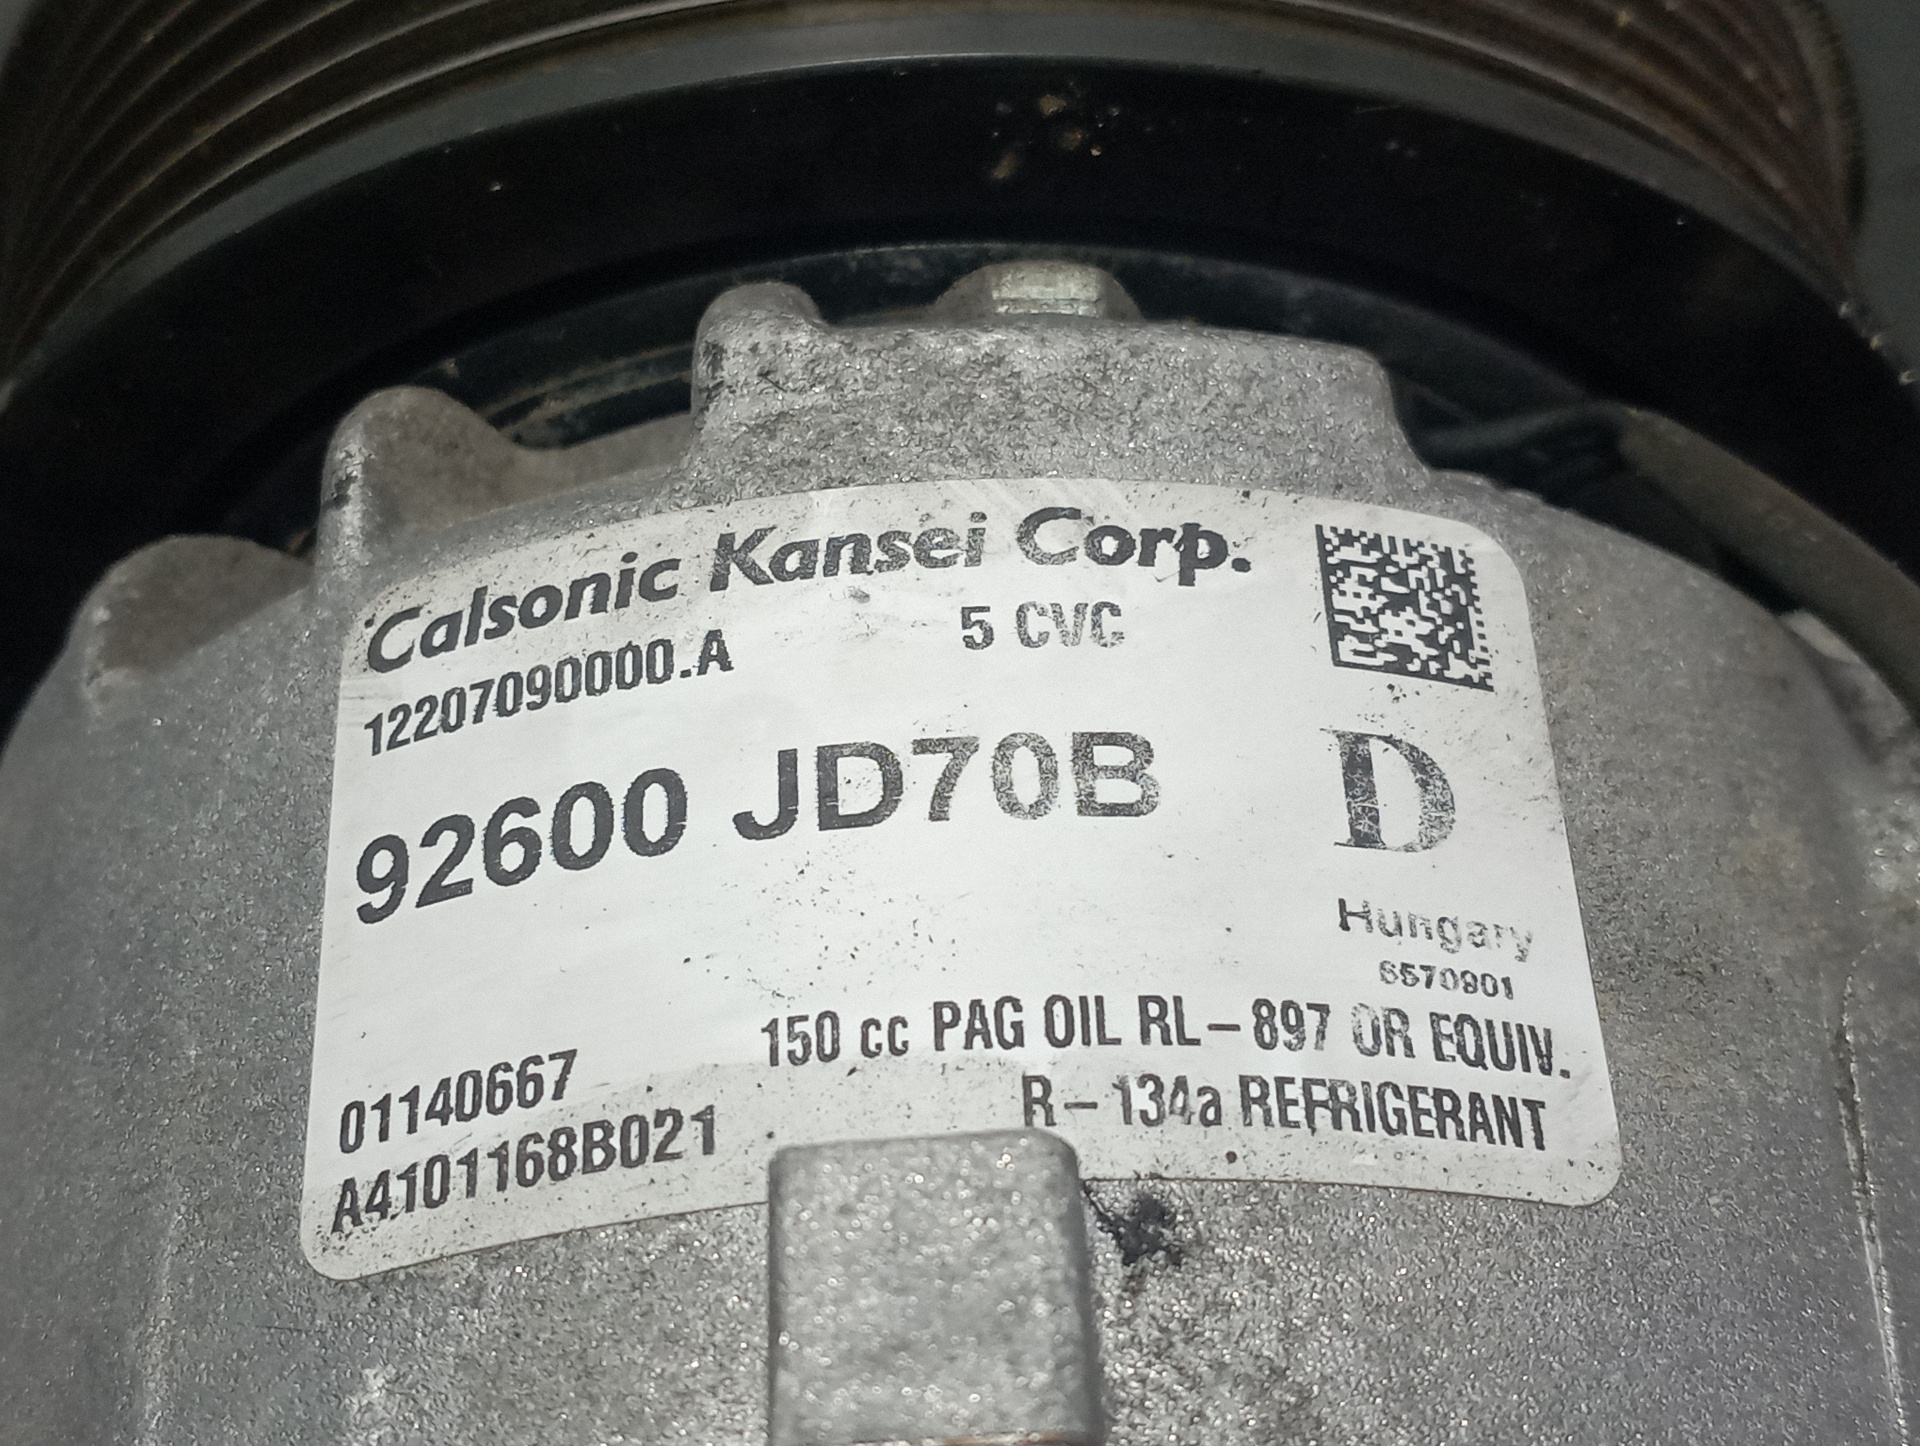 Calsonic Kansei Corp.
12207090000.A
5 CVC
92600 JD70B
D
Hungary
6570901
150 cc PAG OIL RL-897 OR EQUIV.
01140667
R-134a REFRIGERANT
A4101168B021